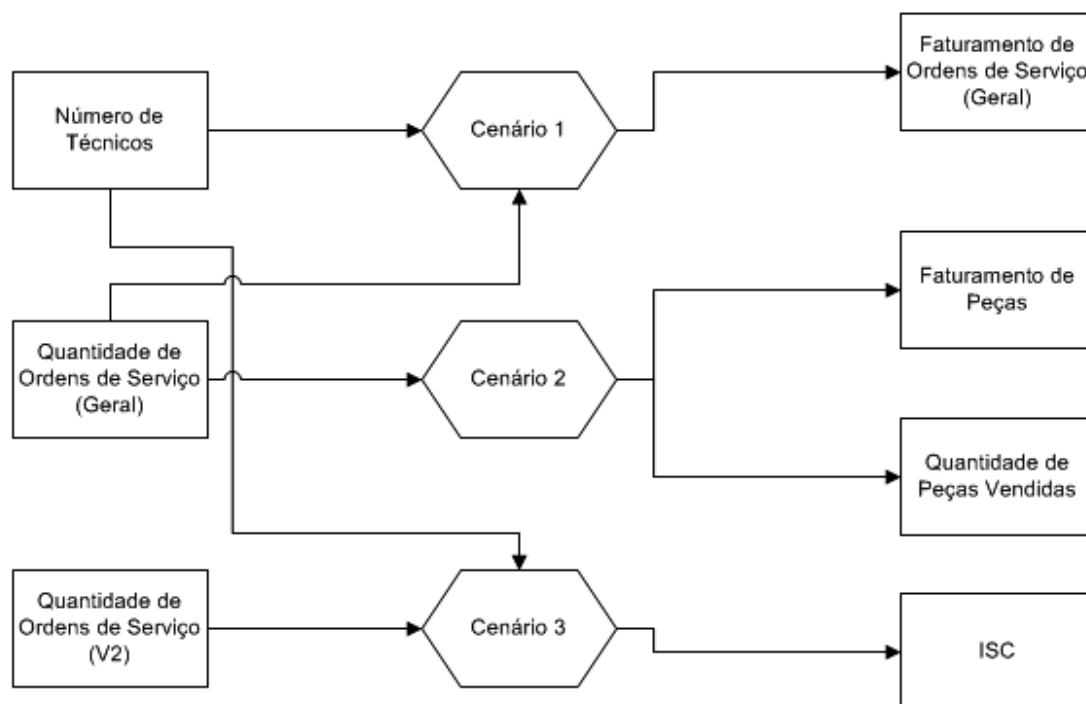 Número de
Técnicos
Cenário 1
Faturamento de
Ordens de Serviço
(Geral)
Quantidade de
Ordens de Serviço
(Geral)
Cenário 2
Faturamento de
Peças
Quantidade de
Peças Vendidas
Quantidade de
Ordens de Serviço
(V2)
Cenário 3
ISC